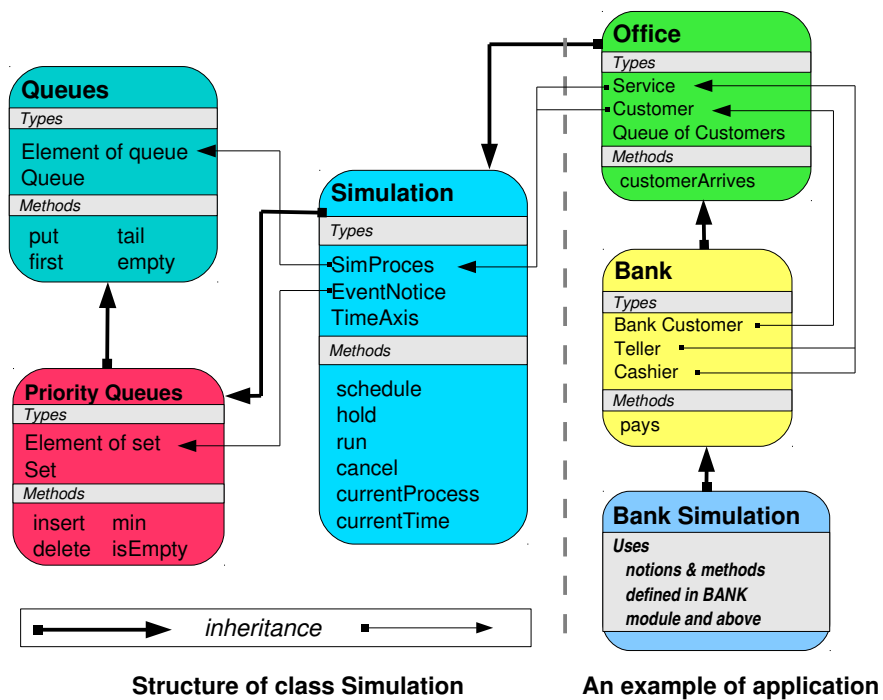 Queues
Types
Element of queue
Queue
Methods
put tail
first empty
Priority Queues
Types
Element of set
Set
Methods
insert min
delete isEmpty
Simulation
Types
SimProces
EventNotice
TimeAxis
Methods
schedule
hold
run
cancel
currentProcess
currentTime
Office
Types
Service
Customer
Queue of Customers
Methods
customerArrives
Bank
Types
Bank Customer
Teller
Cashier
Methods
pays
Bank Simulation
Uses
notions & methods
defined in BANK
module and above
inheritance
Structure of class Simulation
An example of application